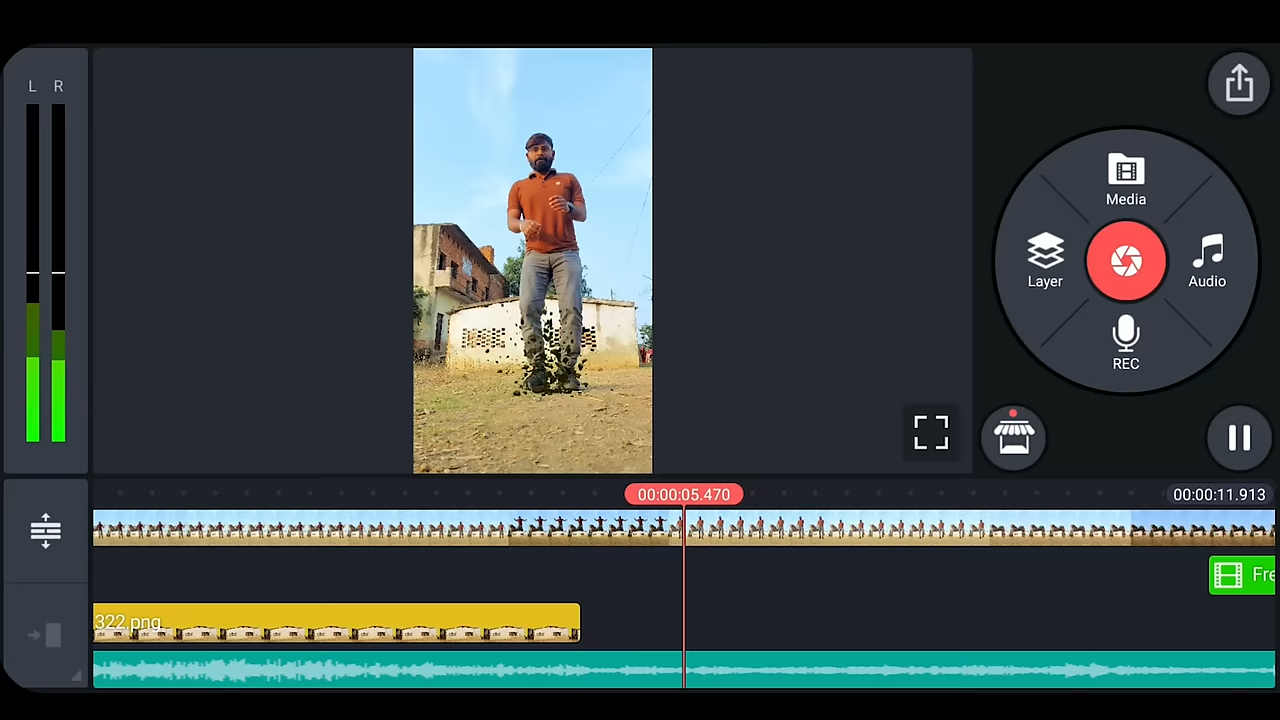 L R
Media
Layer
Audio
REC
00:00:05.470
00:00:11.913
Fre
322.png